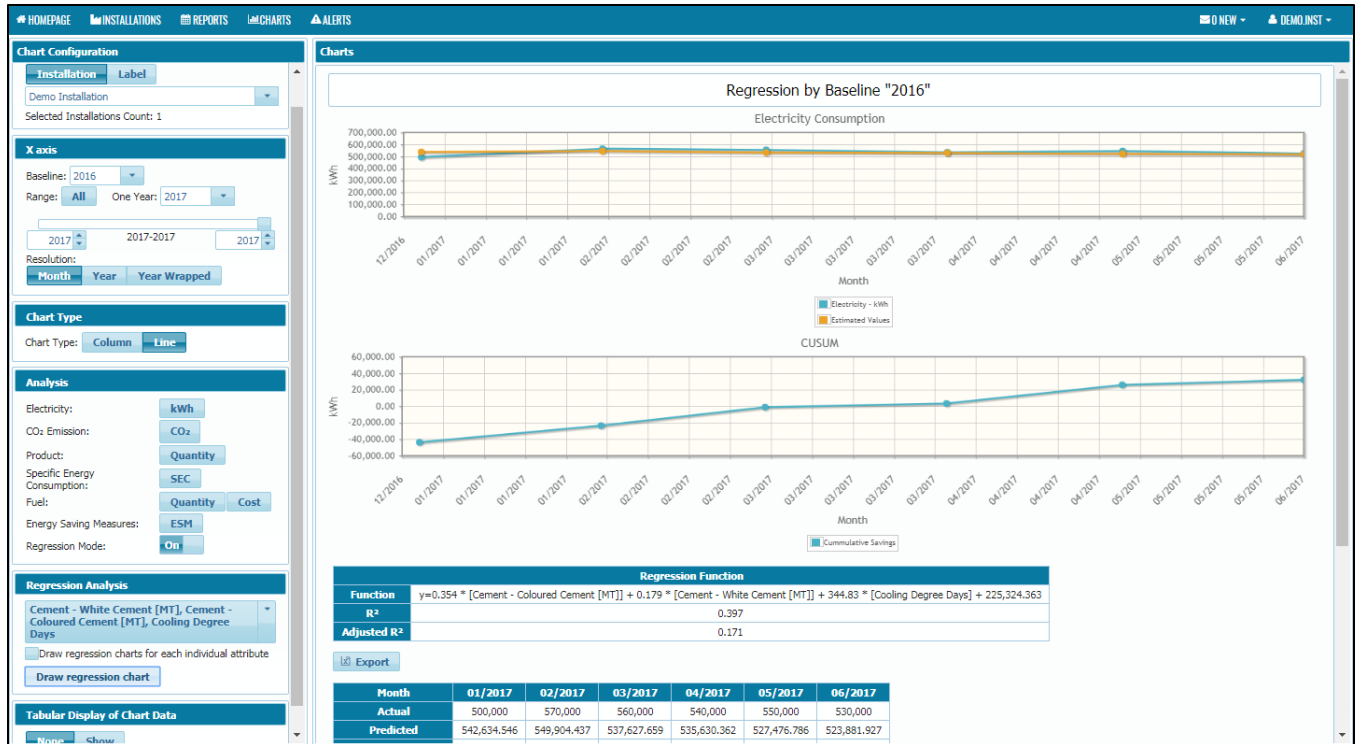 HOMEPAGE INSTALLATIONS REPORTS CHARTS ALERTS 0 NEW DEMO.INST
Chart Configuration
Installation Label
Demo Installation
Selected Installations Count: 1
X axis
Baseline: 2016
Range: All One Year: 2017
2017 2017-2017 2017
Resolution:
Month Year Year Wrapped
Chart Type
Chart Type: Column Line
Analysis
Electricity: kWh
CO₂ Emission: CO₂
Product: Quantity
Specific Energy
Consumption: SEC
Fuel: Quantity Cost
Energy Saving Measures: ESM
Regression Mode: On
Regression Analysis
Cement - White Cement [MT], Cement -
Coloured Cement [MT], Cooling Degree
Days
Draw regression charts for each individual attribute
Draw regression chart
Tabular Display of Chart Data
None Show
Charts
Regression by Baseline "2016"
Electricity Consumption
700,000.00
600,000.00
500,000.00
400,000.00
300,000.00
200,000.00
100,000.00
0.00
kWh
12/2016 01/2017 01/2017 01/2017 01/2017 02/2017 02/2017 02/2017 02/2017 03/2017 03/2017 03/2017 03/2017 04/2017 04/2017 04/2017 04/2017 05/2017 05/2017 05/2017 05/2017 06/2017
Month
Electricity - kWh
Estimated Values
CUSUM
60,000.00
40,000.00
20,000.00
0.00
-20,000.00
-40,000.00
-60,000.00
kWh
12/2016 01/2017 01/2017 01/2017 01/2017 02/2017 02/2017 02/2017 02/2017 03/2017 03/2017 03/2017 03/2017 04/2017 04/2017 04/2017 04/2017 05/2017 05/2017 05/2017 05/2017 06/2017
Month
Cummulative Savings
Regression Function
Function y=0.354 * [Cement - Coloured Cement [MT]] + 0.179 * [Cement - White Cement [MT]] + 344.83 * [Cooling Degree Days] + 225,324.363
R² 0.397
Adjusted R² 0.171
Export
Month 01/2017 02/2017 03/2017 04/2017 05/2017 06/2017
Actual 500,000 570,000 560,000 540,000 550,000 530,000
Predicted 542,634.546 549,904.437 537,627.659 535,630.362 527,476.786 523,881.927